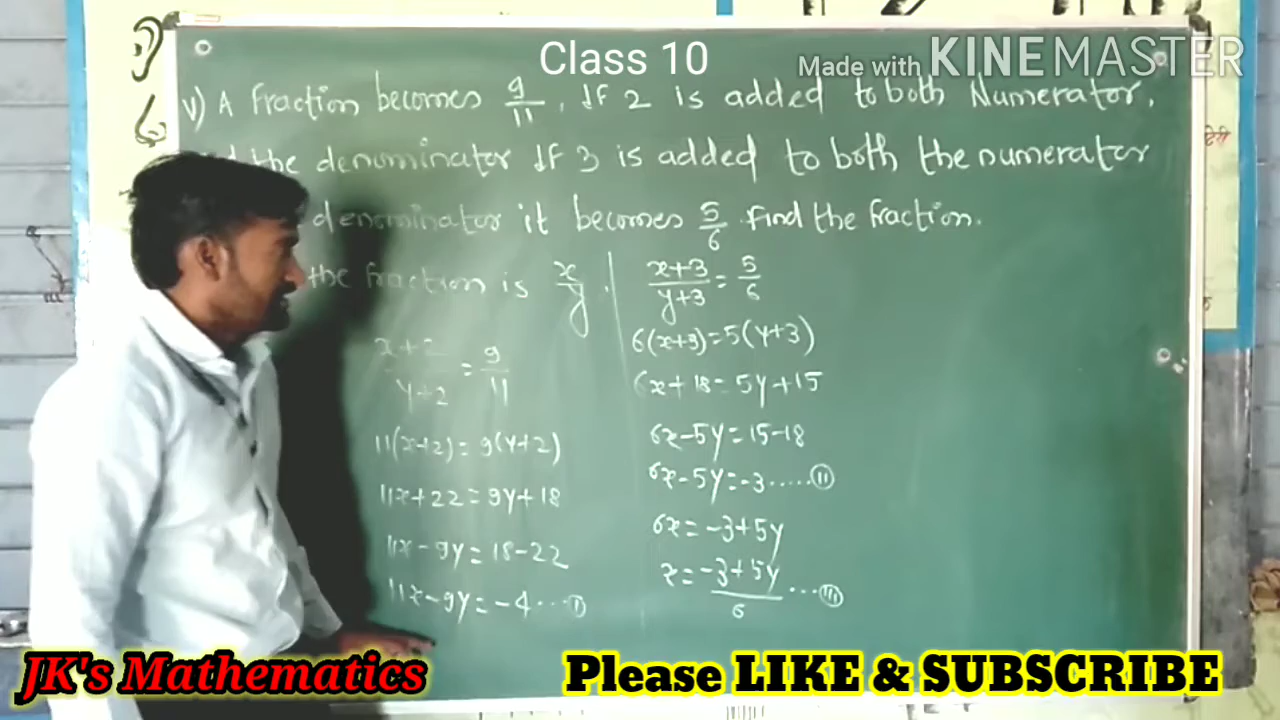 Class 10
Made with KINEMASTER
v) A fraction becomes 9/11, If 2 is added to both Numerator.
the denominator If 3 is added to both the numerator
denominator it becomes 5/6 find the fraction.
the fraction is x/y.
x+2/y+2 = 9/11
11(x+2)=9(y+2)
11x+22=9y+18
11x-9y=18-22
11x-9y=-4....(I)
x+3/y+3 = 5/6
6(x+3)=5(y+3)
6x+18=5y+15
6x-5y=15-18
6x-5y=-3.....(II)
6x=-3+5y
x=-3+5y/6 ...(III)
JK's Mathematics
Please LIKE & SUBSCRIBE